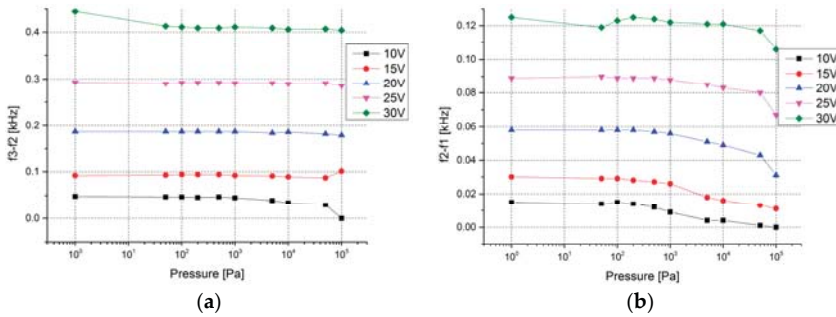 0.4
0.3
0.2
0.1
0.0
f3-f2 [kHz]
10V
15V
20V
25V
30V
10⁰ 10¹ 10² 10³ 10⁴ 10⁵
Pressure [Pa]
(a)
0.12
0.10
0.08
0.06
0.04
0.02
0.00
f2-f1 [kHz]
10V
15V
20V
25V
30V
10⁰ 10¹ 10² 10³ 10⁴ 10⁵
Pressure [Pa]
(b)